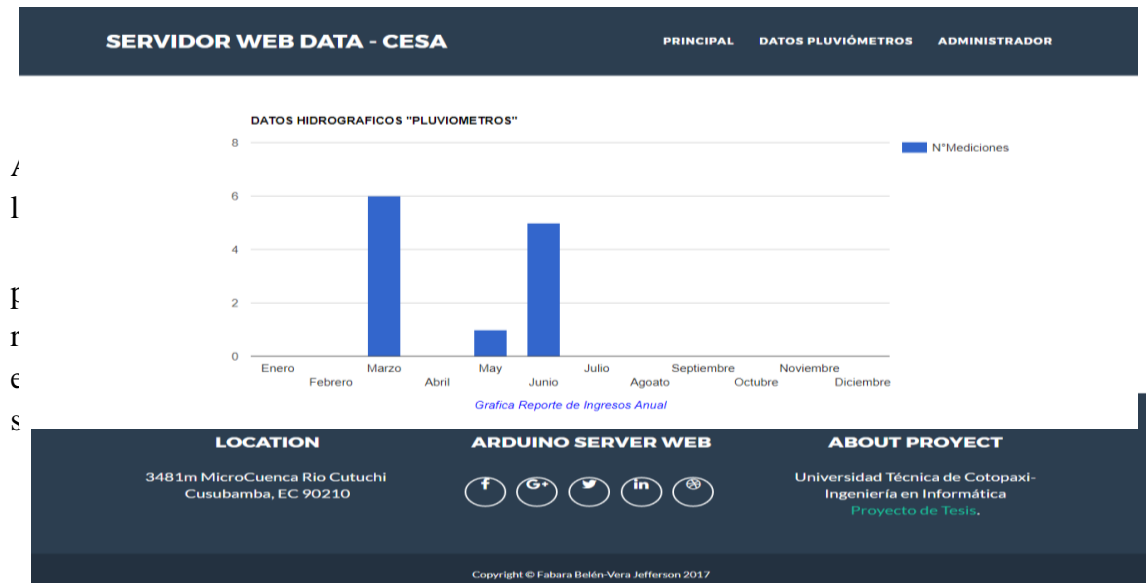 SERVIDOR WEB DATA - CESA
PRINCIPAL DATOS PLUVIÓMETROS ADMINISTRADOR
DATOS HIDROGRAFICOS "PLUVIOMETROS"
8
N°Mediciones
6
4
2
0
Enero Marzo May Julio Septiembre Noviembre
Febrero Abril Junio Agoato Octubre Diciembre
Grafica Reporte de Ingresos Anual
LOCATION ARDUINO SERVER WEB ABOUT PROYECT
3481m MicroCuenca Rio Cutuchi
Cusubamba, EC 90210
f G+ in
Universidad Técnica de Cotopaxi-
Ingeniería en Informática
Proyecto de Tesis.
Copyright © Fabara Belén-Vera Jefferson 2017